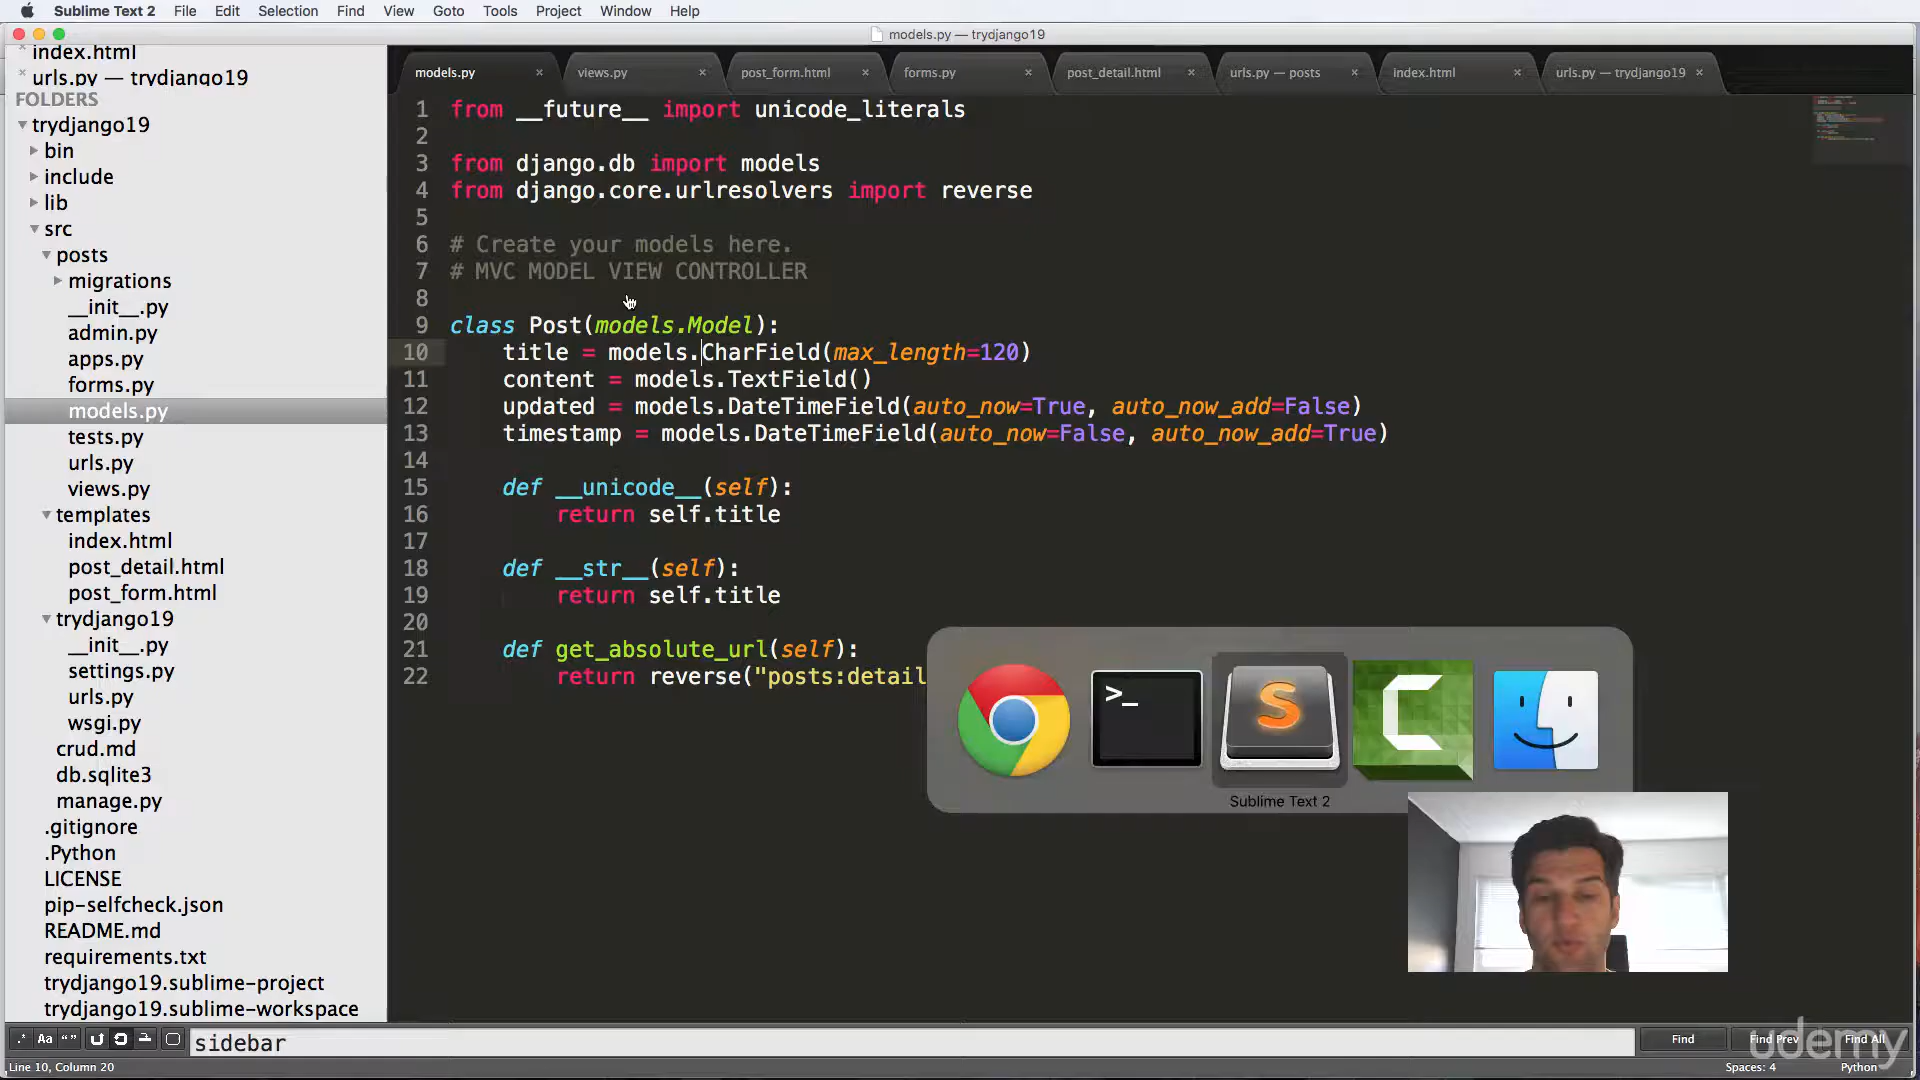 Sublime Text 2 File Edit Selection Find View Goto Tools Project Window Help
models.py — trydjango19
index.html
urls.py — trydjango19
FOLDERS
trydjango19
bin
include
lib
src
posts
migrations
__init__.py
admin.py
apps.py
forms.py
models.py
tests.py
urls.py
views.py
templates
index.html
post_detail.html
post_form.html
trydjango19
__init__.py
settings.py
urls.py
wsgi.py
crud.md
db.sqlite3
manage.py
.gitignore
.Python
LICENSE
pip-selfcheck.json
README.md
requirements.txt
trydjango19.sublime-project
trydjango19.sublime-workspace
models.py views.py post_form.html forms.py post_detail.html urls.py — posts index.html urls.py — trydjango19
1 from __future__ import unicode_literals
2
3 from django.db import models
4 from django.core.urlresolvers import reverse
5
6 # Create your models here.
7 # MVC MODEL VIEW CONTROLLER
8
9 class Post(models.Model):
10 title = models.CharField(max_length=120)
11 content = models.TextField()
12 updated = models.DateTimeField(auto_now=True, auto_now_add=False)
13 timestamp = models.DateTimeField(auto_now=False, auto_now_add=True)
14
15 def __unicode__(self):
16 return self.title
17
18 def __str__(self):
19 return self.title
20
21 def get_absolute_url(self):
22 return reverse("posts:detail
>_
S
C
Sublime Text 2
.* Aa “” sidebar Find Find Prev Find All
udemy
Line 10, Column 20 Spaces: 4 Python